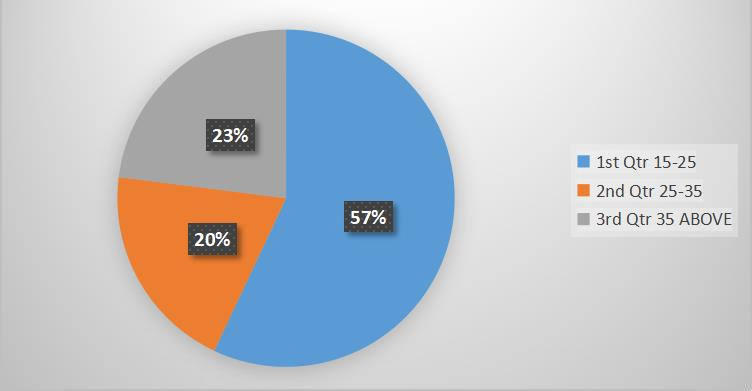 23%
57%
20%
1st Qtr 15-25
2nd Qtr 25-35
3rd Qtr 35 ABOVE